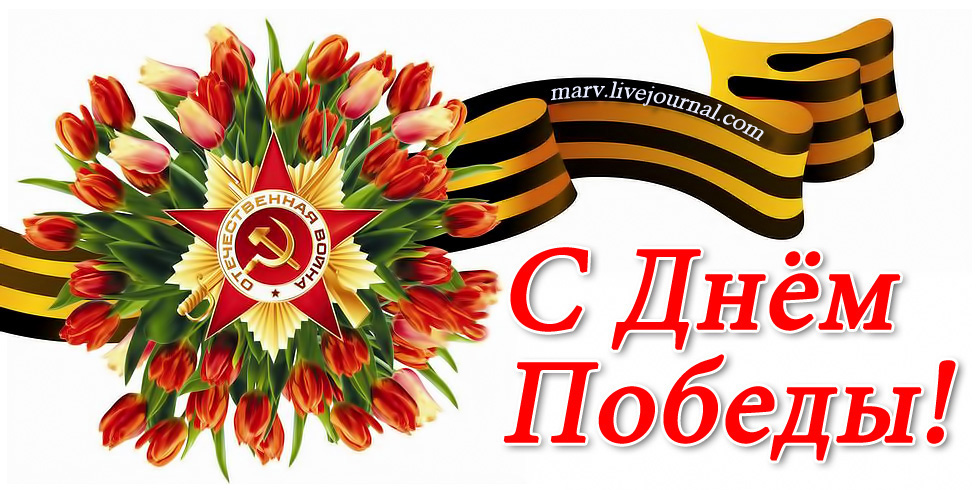 marv.livejournal.com
ОТЕЧЕСТВЕННАЯ ВОЙНА
С Днём
Победы!